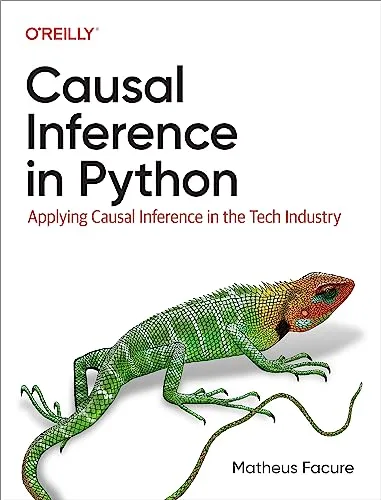 O'REILLY®
Causal
Inference
in Python
Applying Causal Inference in the Tech Industry
Matheus Facure